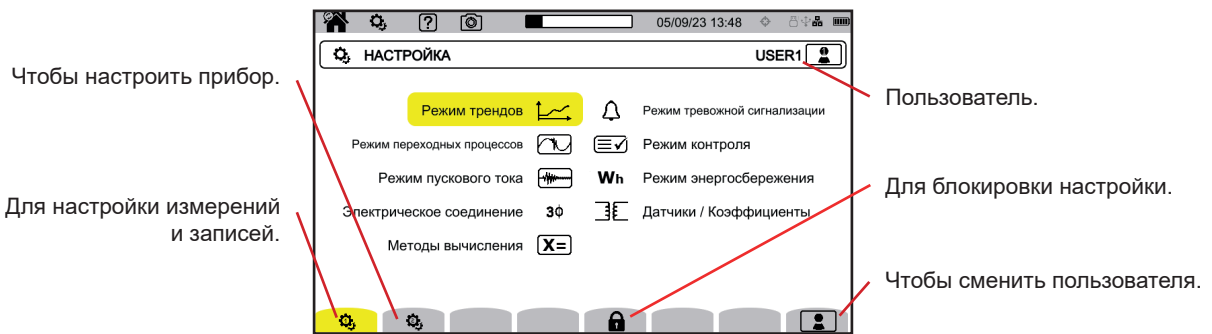 05/09/23 13:48
НАСТРОЙКА USER1
Чтобы настроить прибор.
Пользователь.
Режим трендов Режим тревожной сигнализации
Режим переходных процессов Режим контроля
Режим пускового тока Wh Режим энергосбережения
Для блокировки настройки.
Для настройки измерений
и записей.
Электрическое соединение 3ϕ Датчики / Коэффициенты
Методы вычисления X=
Чтобы сменить пользователя.